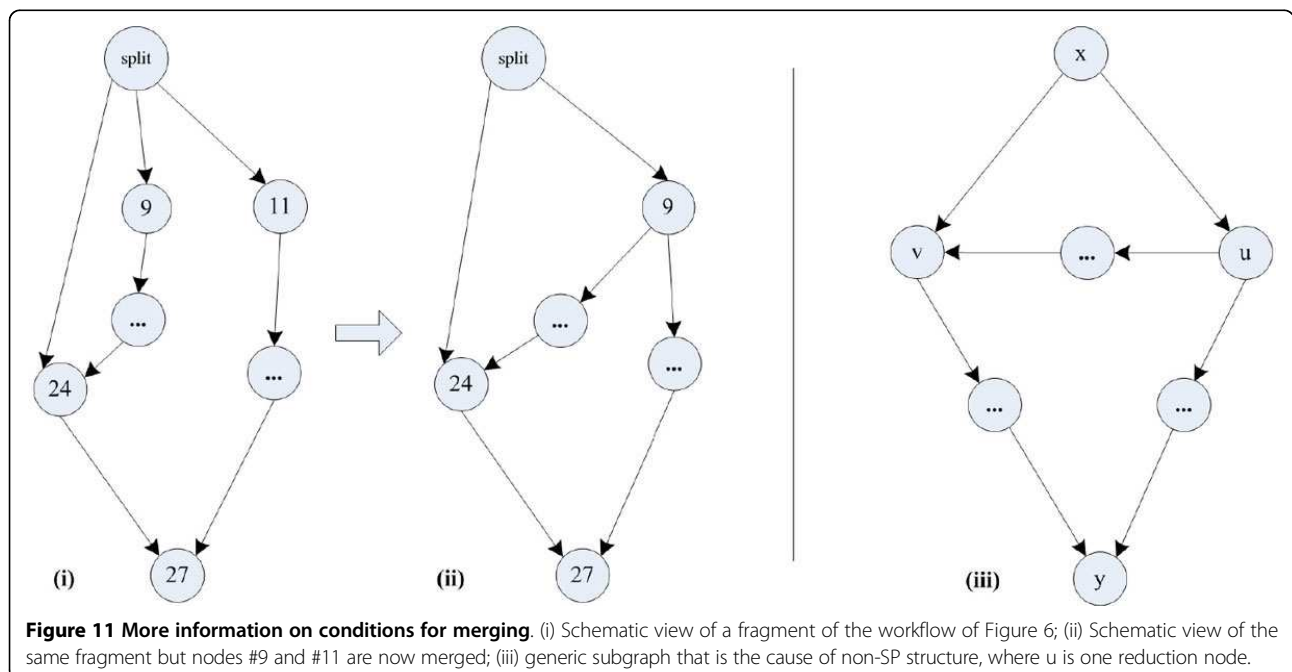 split
9
11
...
...
24
27
(i)
split
9
...
...
24
27
(ii)
x
v
...
u
...
...
y
(iii)
Figure 11 More information on conditions for merging. (i) Schematic view of a fragment of the workflow of Figure 6; (ii) Schematic view of the
same fragment but nodes #9 and #11 are now merged; (iii) generic subgraph that is the cause of non-SP structure, where u is one reduction node.